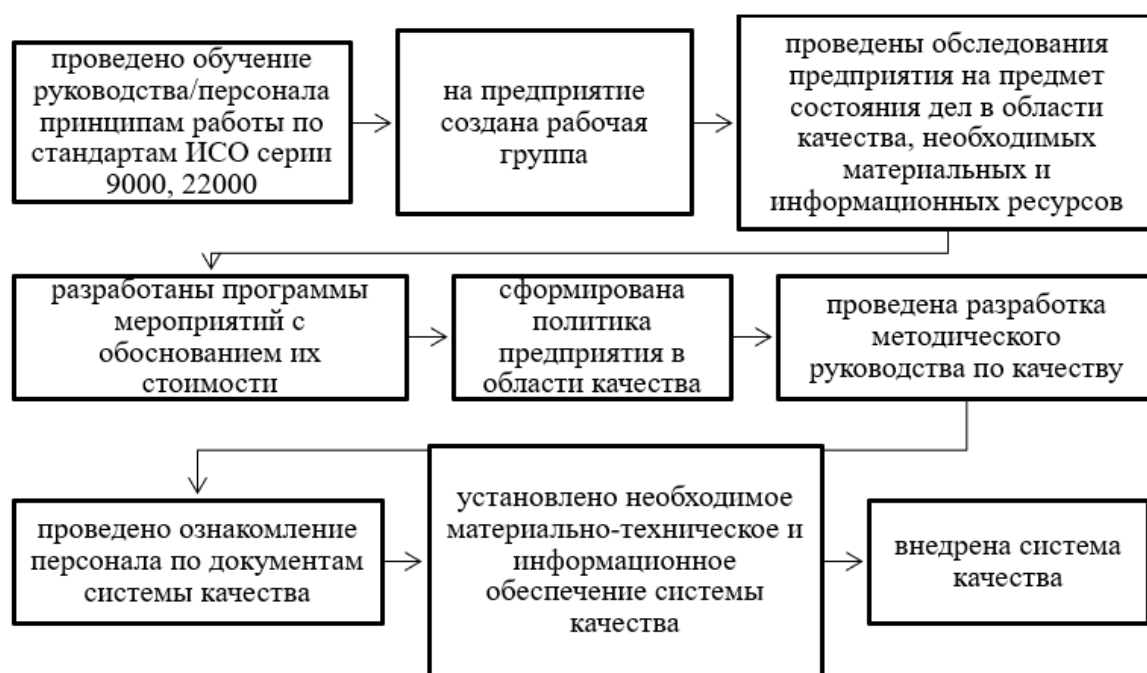 проведено обучение
руководства/персонала
принципам работы по
стандартам ИСО серии
9000, 22000
на предприятие
создана рабочая
группа
проведены обследования
предприятия на предмет
состояния дел в области
качества, необходимых
материальных и
информационных ресурсов
разработаны программы
мероприятий с
обоснованием их
стоимости
сформирована
политика
предприятия в
области качества
проведена разработка
методического
руководства по качеству
проведено ознакомление
персонала по документам
системы качества
установлено необходимое
материально-техническое и
информационное
обеспечение системы
качества
внедрена система
качества